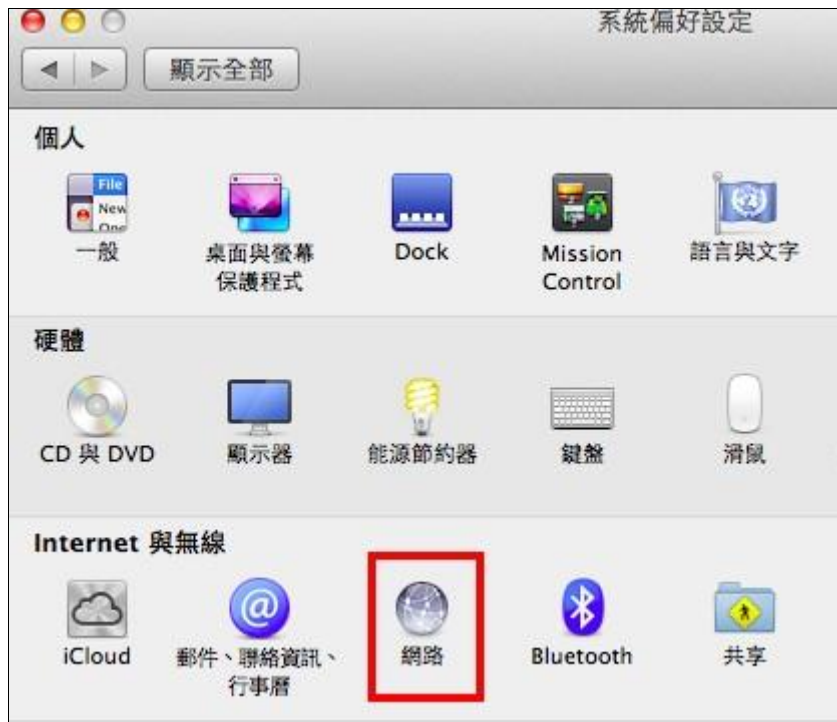 系統偏好設定
顯示全部
個人
File
New
One
一般
桌面與螢幕
保護程式
Dock
Mission
Control
語言與文字
硬體
CD 與 DVD
顯示器
能源節約器
鍵盤
滑鼠
Internet 與無線
iCloud
@
郵件、聯絡資訊、
行事曆
網路
Bluetooth
共享